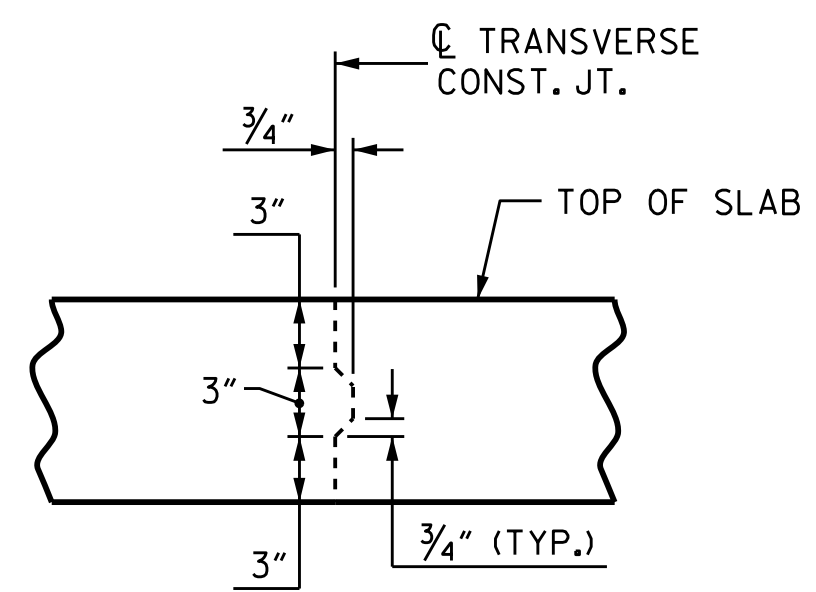 ℄ TRANSVERSE
CONST. JT.
3/4"
3"
TOP OF SLAB
3"
3/4" (TYP.)
3"